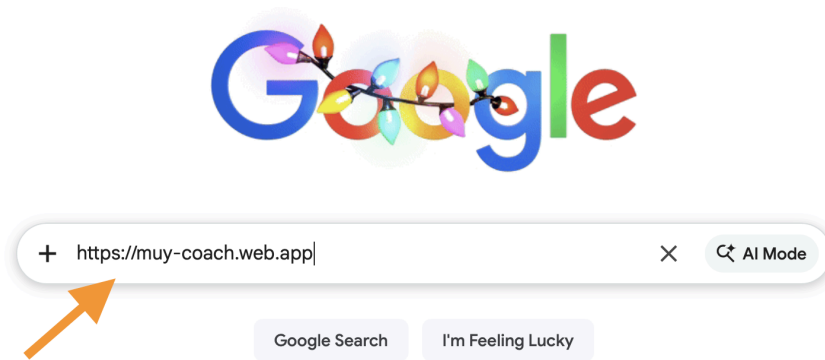 Google
https://muy-coach.web.app
AI Mode
Google Search
I'm Feeling Lucky